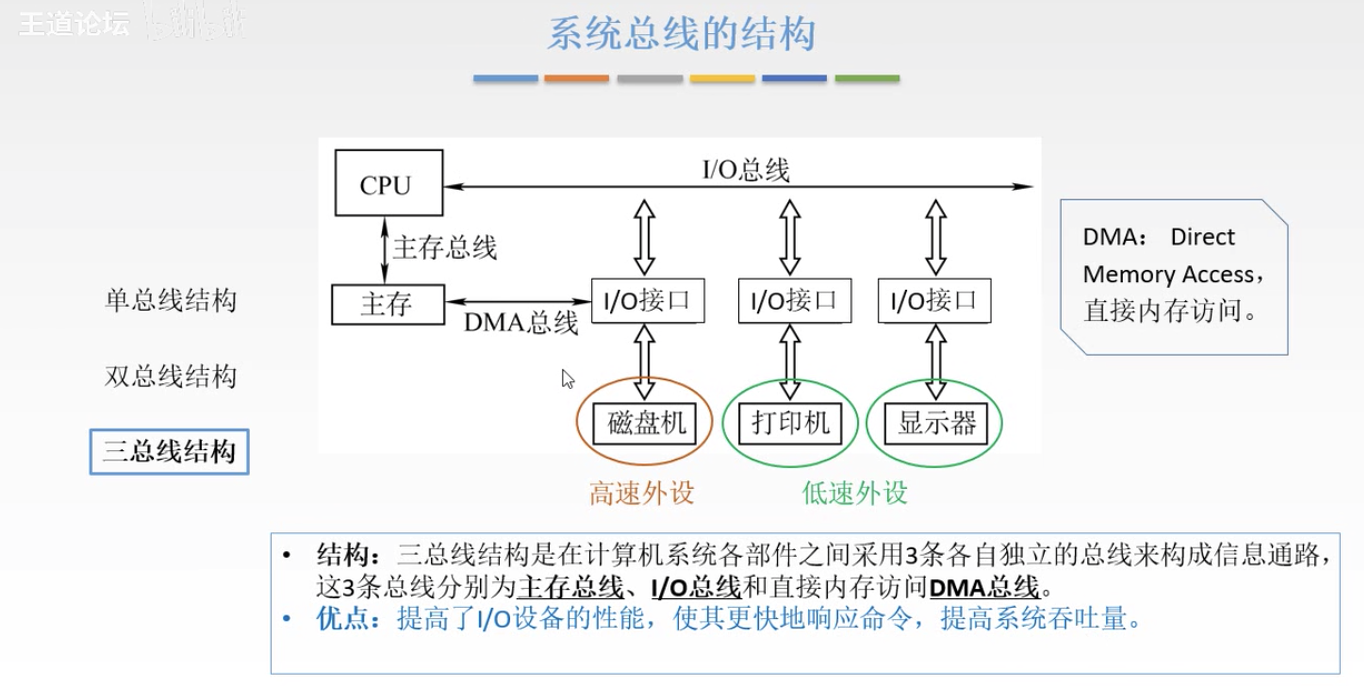 王道论坛
系统总线的结构
CPU
I/O总线
主存总线
主存
DMA总线
I/O接口
I/O接口
I/O接口
磁盘机
打印机
显示器
高速外设
低速外设
DMA： Direct
Memory Access，
直接内存访问。
单总线结构
双总线结构
三总线结构
• 结构：三总线结构是在计算机系统各部件之间采用3条各自独立的总线来构成信息通路，
这3条总线分别为主存总线、I/O总线和直接内存访问DMA总线。
• 优点：提高了I/O设备的性能，使其更快地响应命令，提高系统吞吐量。